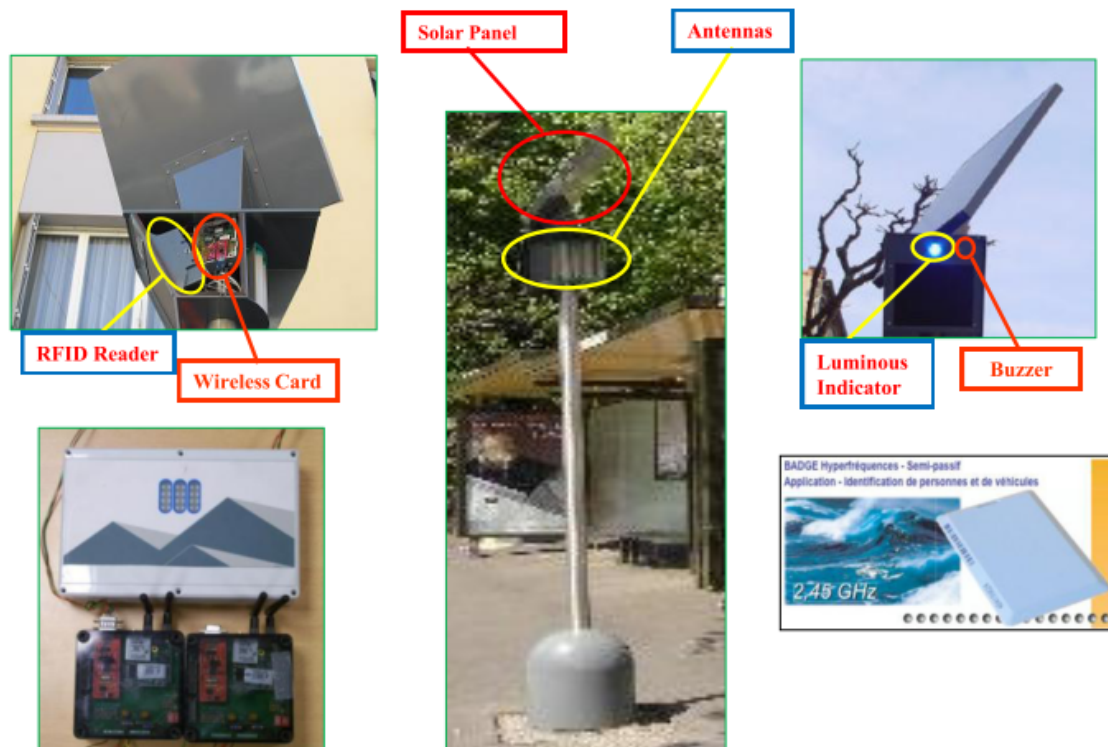 Solar Panel
Antennas
RFID Reader
Wireless Card
Luminous
Indicator
Buzzer
BADGE Hyperfréquences - Semi-passif
Application - Identification de personnes et de véhicules
2,45 GHz